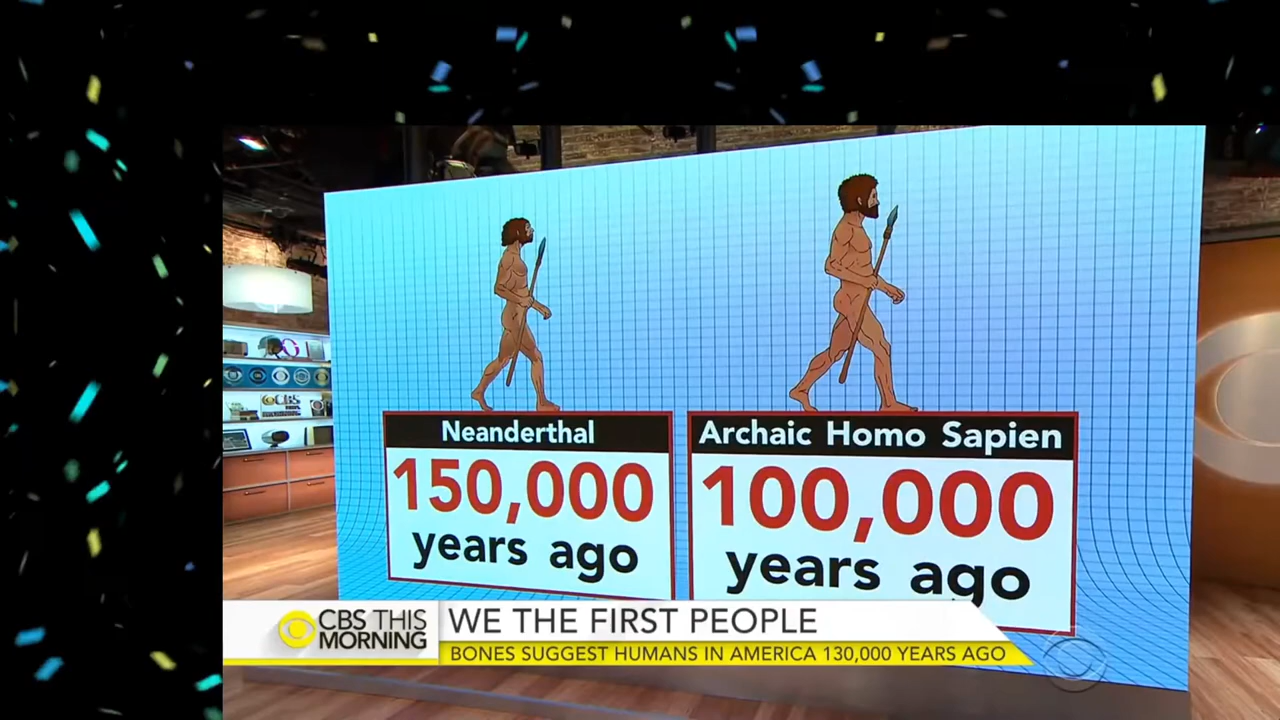 Neanderthal
150,000
years ago
Archaic Homo Sapien
100,000
years ago
CBS THIS
MORNING
WE THE FIRST PEOPLE
BONES SUGGEST HUMANS IN AMERICA 130,000 YEARS AGO
CBS